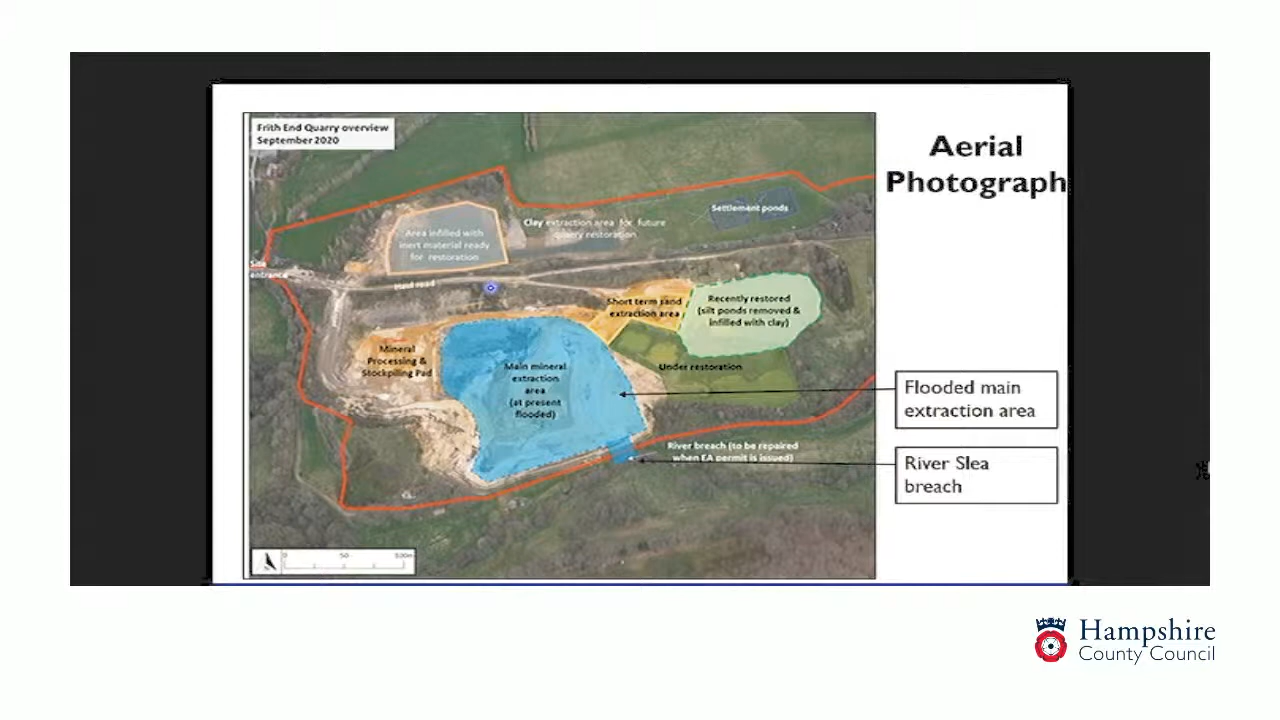 Frith End Quarry overview
September 2020
Aerial
Photograph
Settlement ponds
Clay extraction area for future
quarry restoration
Area infilled with
inert material ready
for restoration
Site
entrance
Haul road
Short term sand
extraction area
Recently restored
(silt ponds removed &
infilled with clay)
Mineral
Processing &
Stockpiling Pad
Main mineral
extraction
area
(at present
flooded)
Under restoration
Flooded main
extraction area
River breach (to be repaired
when EA permit is issued)
River Slea
breach
0 50 100m
Hampshire
County Council